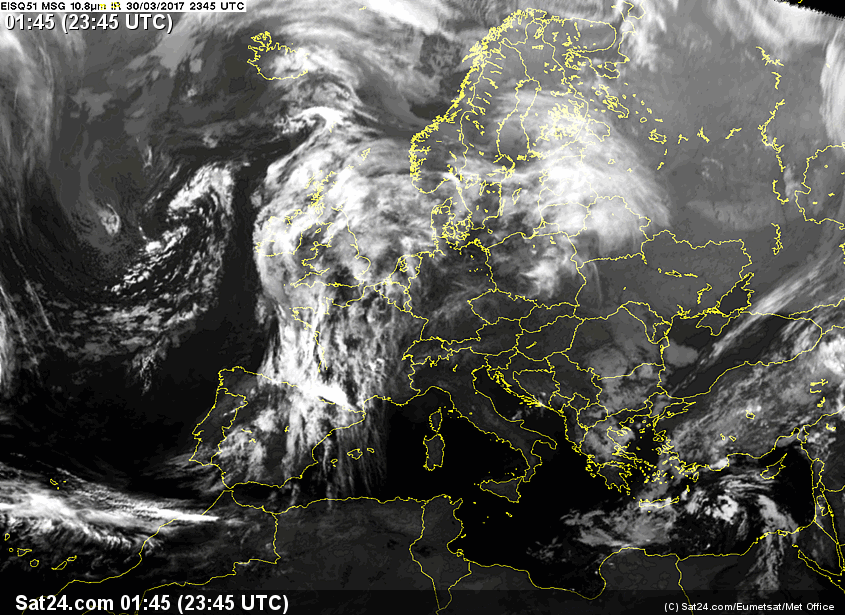 EISQ51 MSG 10.8µm IR 30/03/2017 2345 UTC
01:45 (23:45 UTC)
Sat24.com 01:45 (23:45 UTC)
(C) Sat24.com/Eumetsat/Met Office